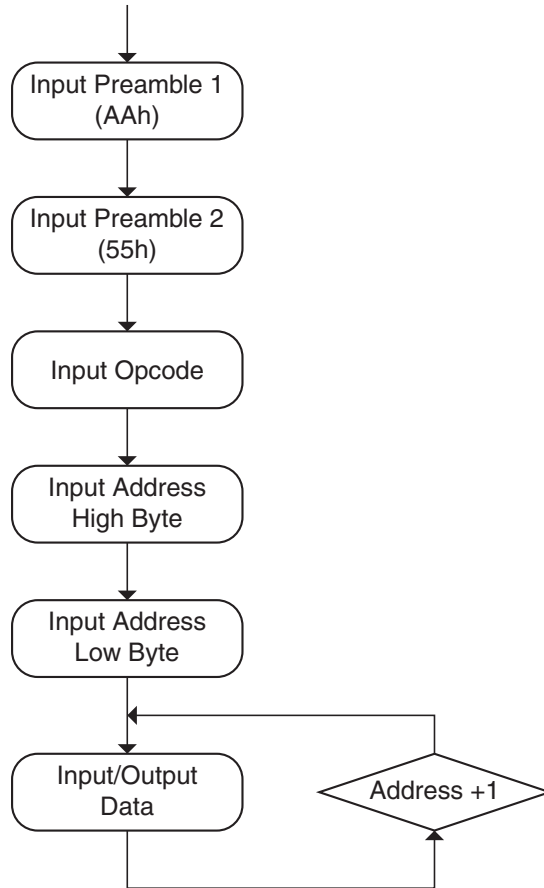 Input Preamble 1
(AAh)
Input Preamble 2
(55h)
Input Opcode
Input Address
High Byte
Input Address
Low Byte
Input/Output
Data
Address +1